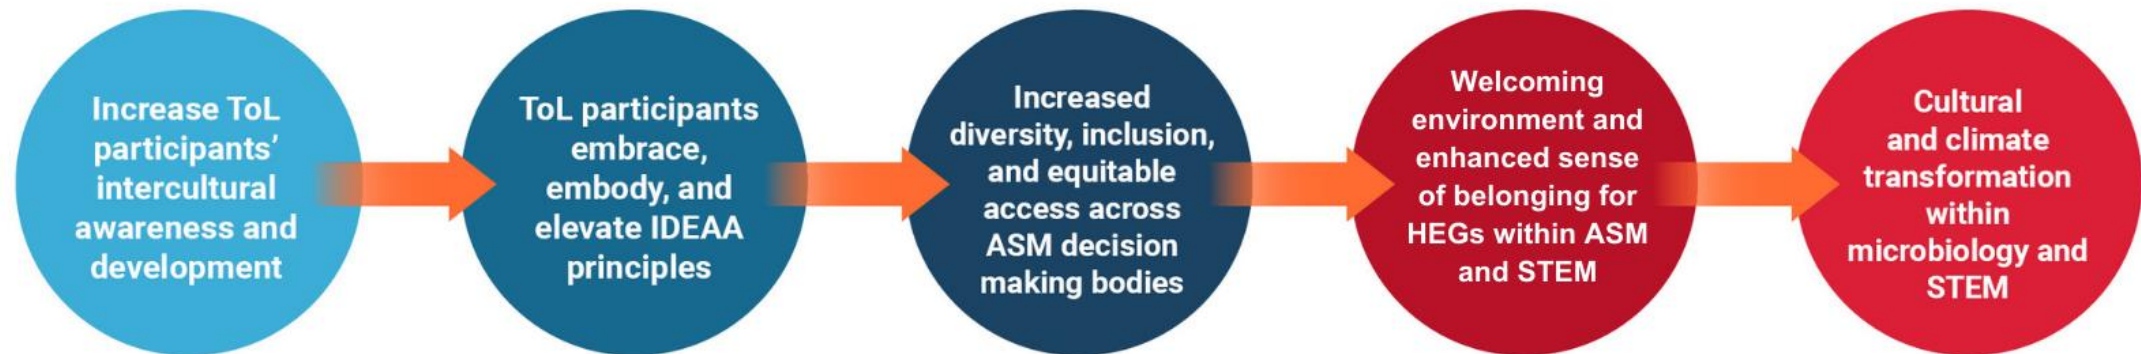 Increase ToL
participants’
intercultural
awareness and
development
ToL participants
embrace,
embody, and
elevate IDEAA
principles
Increased
diversity, inclusion,
and equitable
access across
ASM decision
making bodies
Welcoming
environment and
enhanced sense
of belonging for
HEGs within ASM
and STEM
Cultural
and climate
transformation
within
microbiology and
STEM